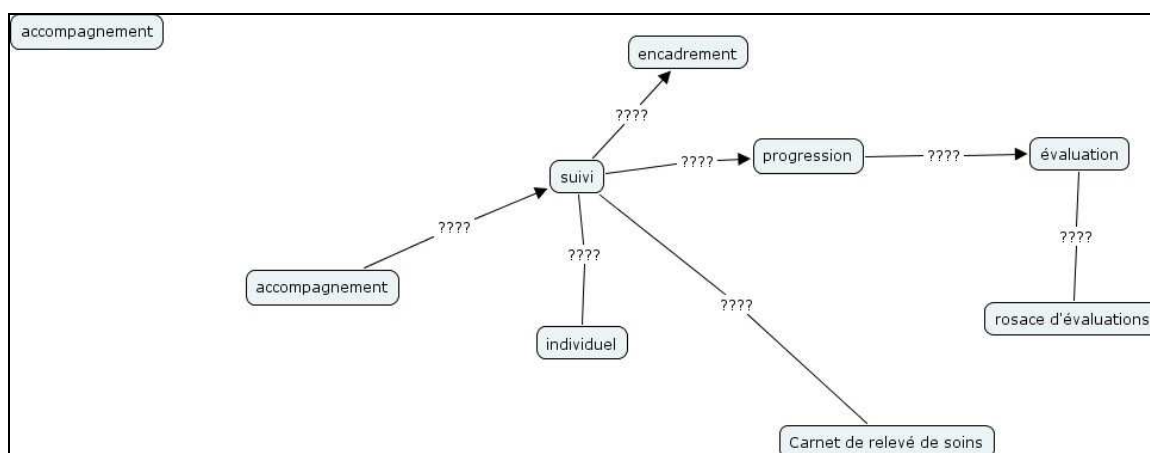 accompagnement
encadrement
????
suivi
????
progression
????
évaluation
????
accompagnement
????
individuel
????
Carnet de relevé de soins
????
rosace d'évaluations